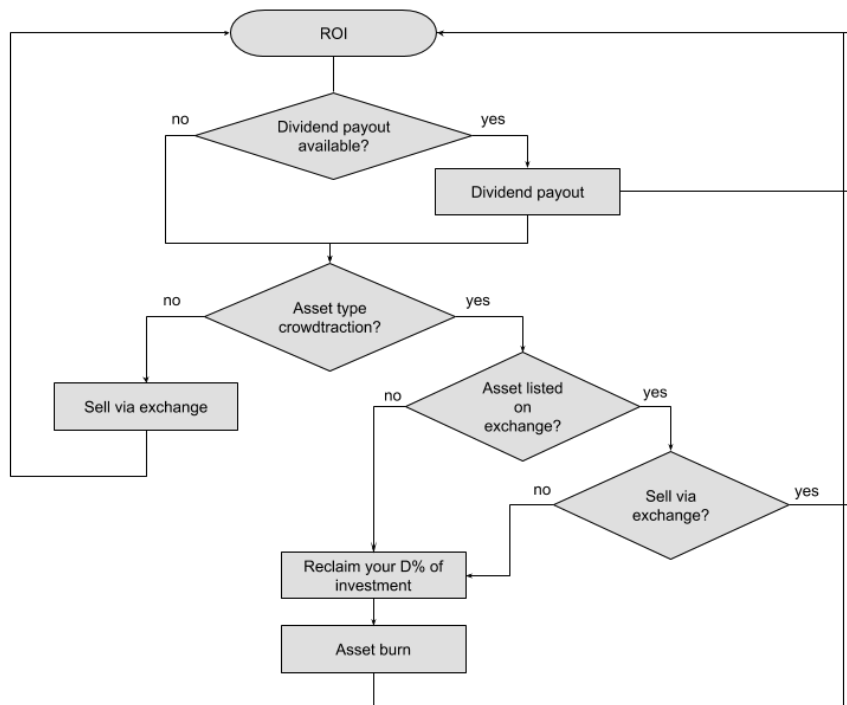 ROI
no
yes
Dividend payout
available?
Dividend payout
no
yes
Asset type
crowdtraction?
Sell via exchange
no
yes
Asset listed
on
exchange?
no
yes
Sell via
exchange?
Reclaim your D% of
investment
Asset burn